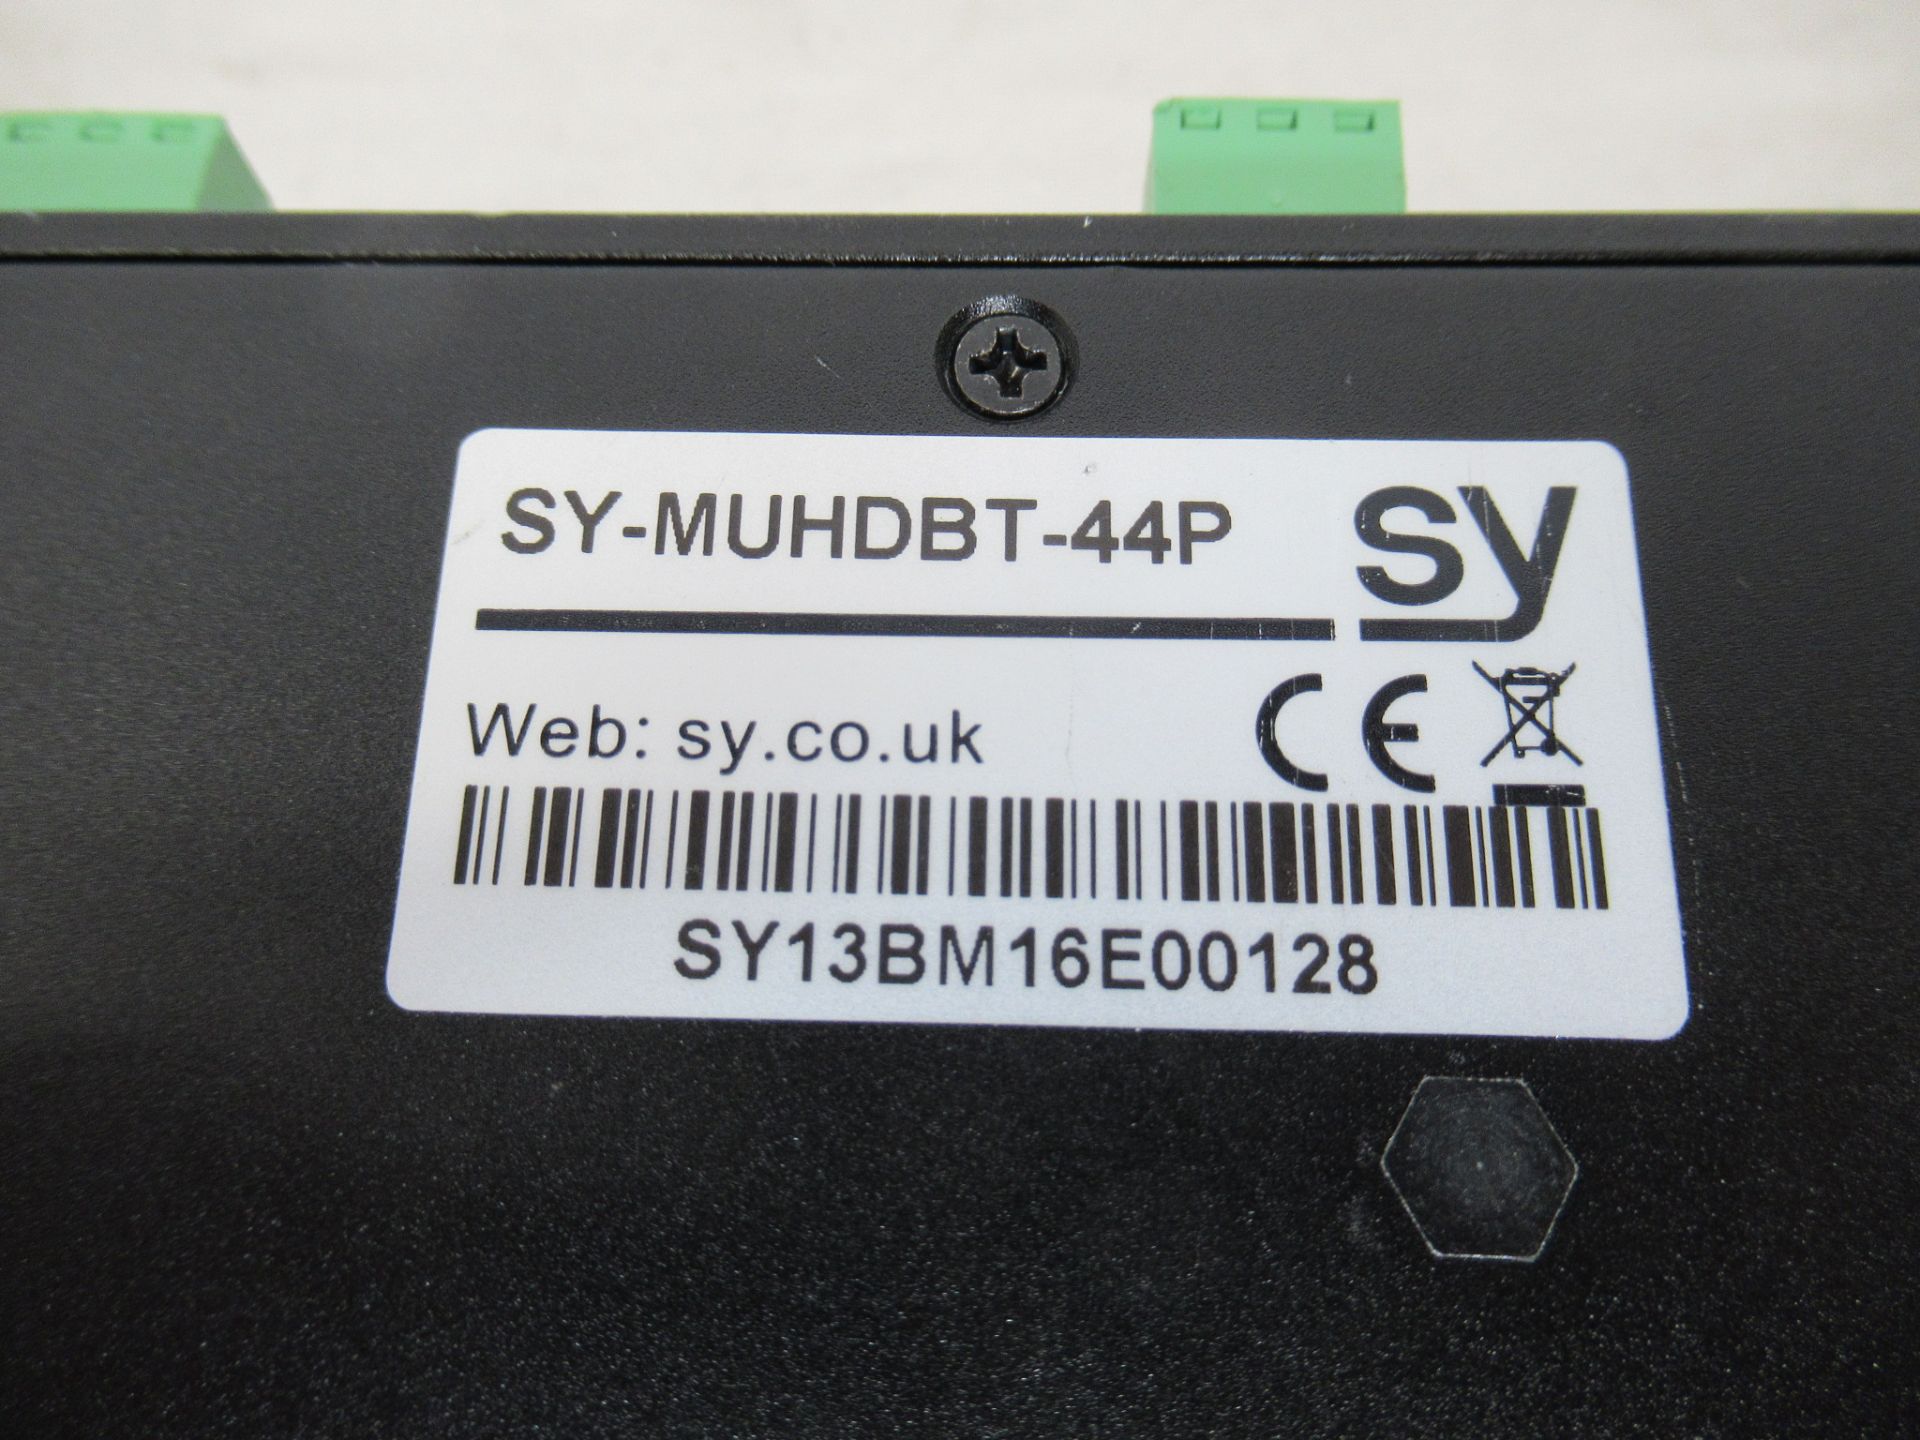 SY-MUHDBT-44P
sy
Web: sy.co.uk
CE
SY13BM16E00128